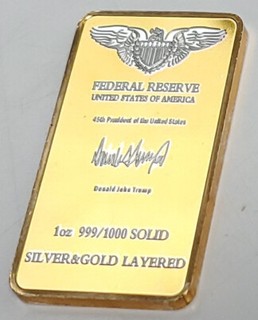 FEDERAL RESERVE
UNITED STATES OF AMERICA
45th President of the United States
Donald John Trump
1oz 999/1000 SOLID
SILVER&GOLD LAYERED